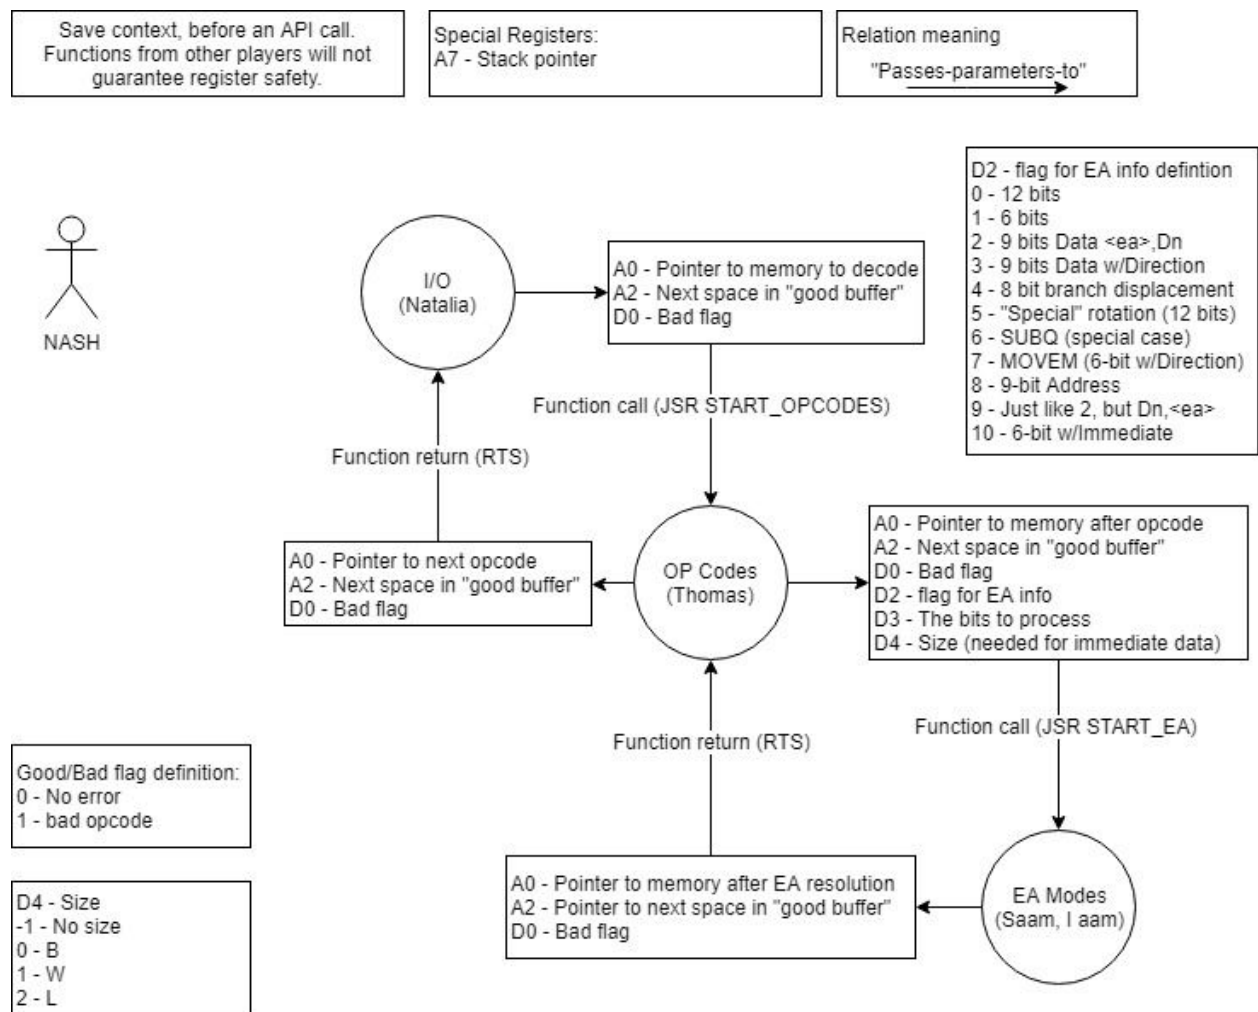 Save context, before an API call.
Functions from other players will not
guarantee register safety.
Special Registers:
A7 - Stack pointer
Relation meaning
"Passes-parameters-to"
D2 - flag for EA info defintion
0 - 12 bits
1 - 6 bits
2 - 9 bits Data <ea>,Dn
3 - 9 bits Data w/Direction
4 - 8 bit branch displacement
5 - "Special" rotation (12 bits)
6 - SUBQ (special case)
7 - MOVEM (6-bit w/Direction)
8 - 9-bit Address
9 - Just like 2, but Dn,<ea>
10 - 6-bit w/Immediate
NASH
I/O
(Natalia)
A0 - Pointer to memory to decode
A2 - Next space in "good buffer"
D0 - Bad flag
Function call (JSR START_OPCODES)
Function return (RTS)
A0 - Pointer to next opcode
A2 - Next space in "good buffer"
D0 - Bad flag
OP Codes
(Thomas)
A0 - Pointer to memory after opcode
A2 - Next space in "good buffer"
D0 - Bad flag
D2 - flag for EA info
D3 - The bits to process
D4 - Size (needed for immediate data)
Function call (JSR START_EA)
Function return (RTS)
Good/Bad flag definition:
0 - No error
1 - bad opcode
A0 - Pointer to memory after EA resolution
A2 - Pointer to next space in "good buffer"
D0 - Bad flag
EA Modes
(Saam, I aam)
D4 - Size
-1 - No size
0 - B
1 - W
2 - L